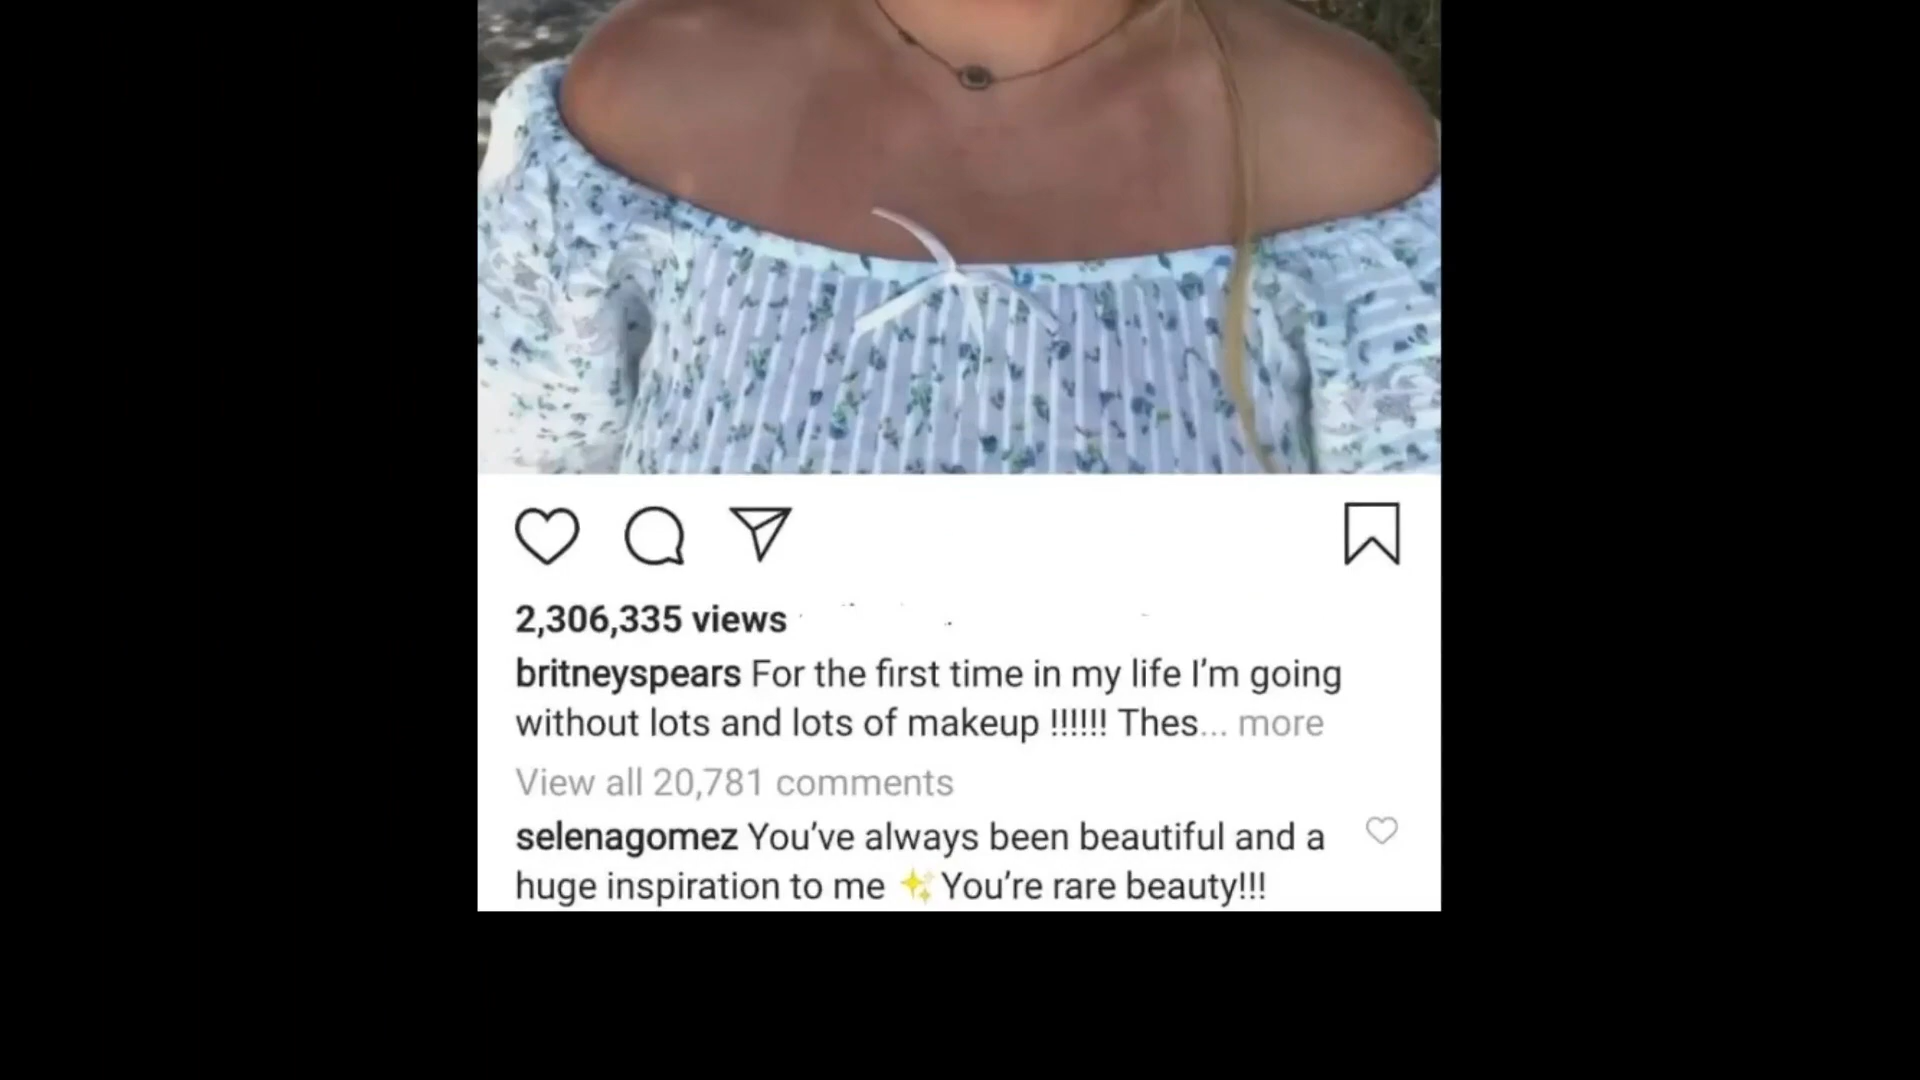 2,306,335 views
britneyspears For the first time in my life I’m going
without lots and lots of makeup !!!!!! Thes... more
View all 20,781 comments
selenagomez You’ve always been beautiful and a
huge inspiration to me ✨ You’re rare beauty!!!